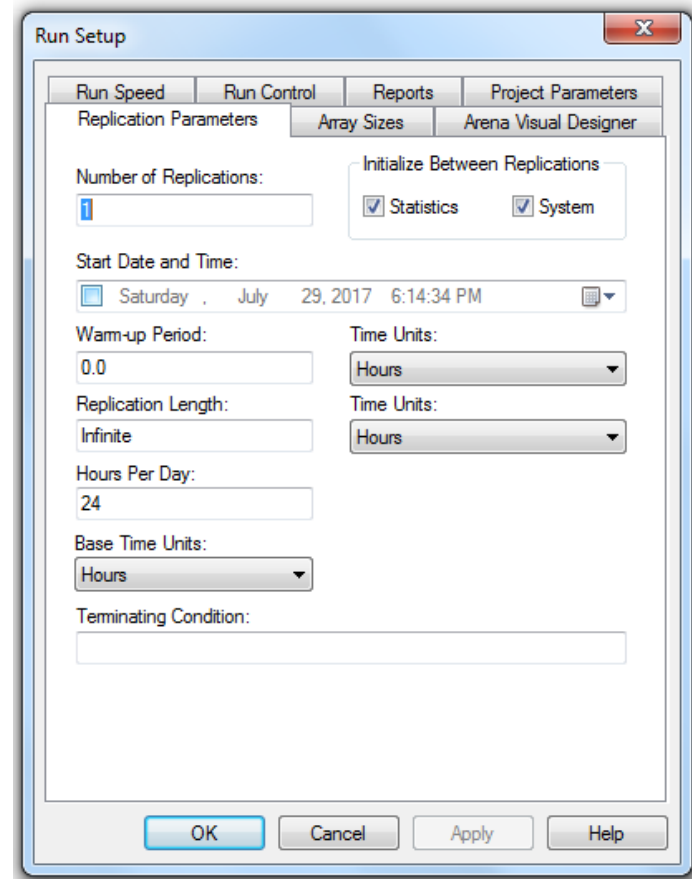 Run Setup
Run Speed Run Control Reports Project Parameters
Replication Parameters Array Sizes Arena Visual Designer
Number of Replications:
1
Initialize Between Replications
Statistics System
Start Date and Time:
Saturday , July 29, 2017 6:14:34 PM
Warm-up Period: Time Units:
0.0 Hours
Replication Length: Time Units:
Infinite Hours
Hours Per Day:
24
Base Time Units:
Hours
Terminating Condition:
OK Cancel Apply Help